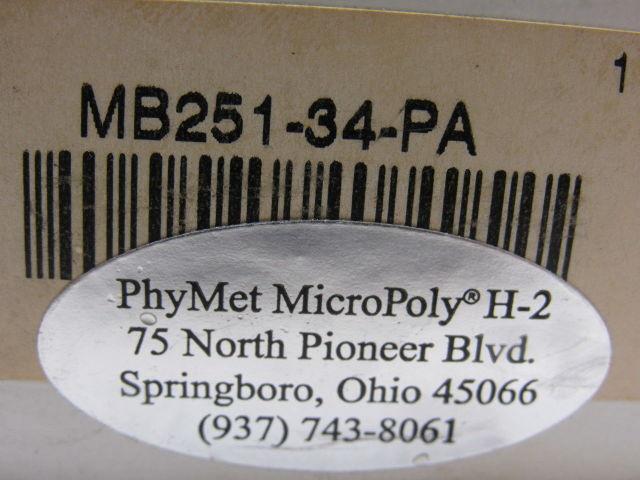 1
MB251-34-PA
PhyMet MicroPoly® H-2
75 North Pioneer Blvd.
Springboro, Ohio 45066
(937) 743-8061